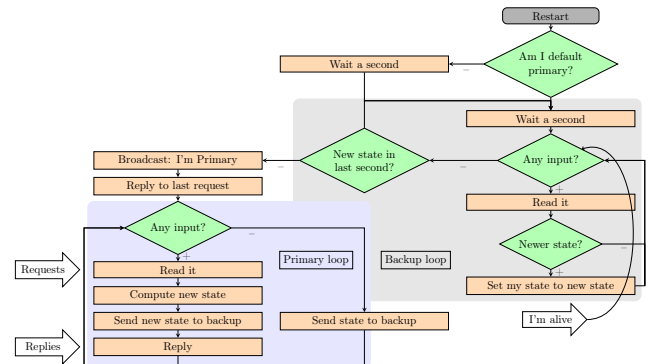 Restart
Am I default
primary?
Wait a second
–
Wait a second
New state in
last second?
Any input?
Broadcast: I'm Primary
–
–
Reply to last request
+
Read it
Any input?
–
Newer state?
–
+
Primary loop
Backup loop
Requests
Read it
+
Set my state to new state
Compute new state
Send new state to backup
Send state to backup
I'm alive
Replies
Reply